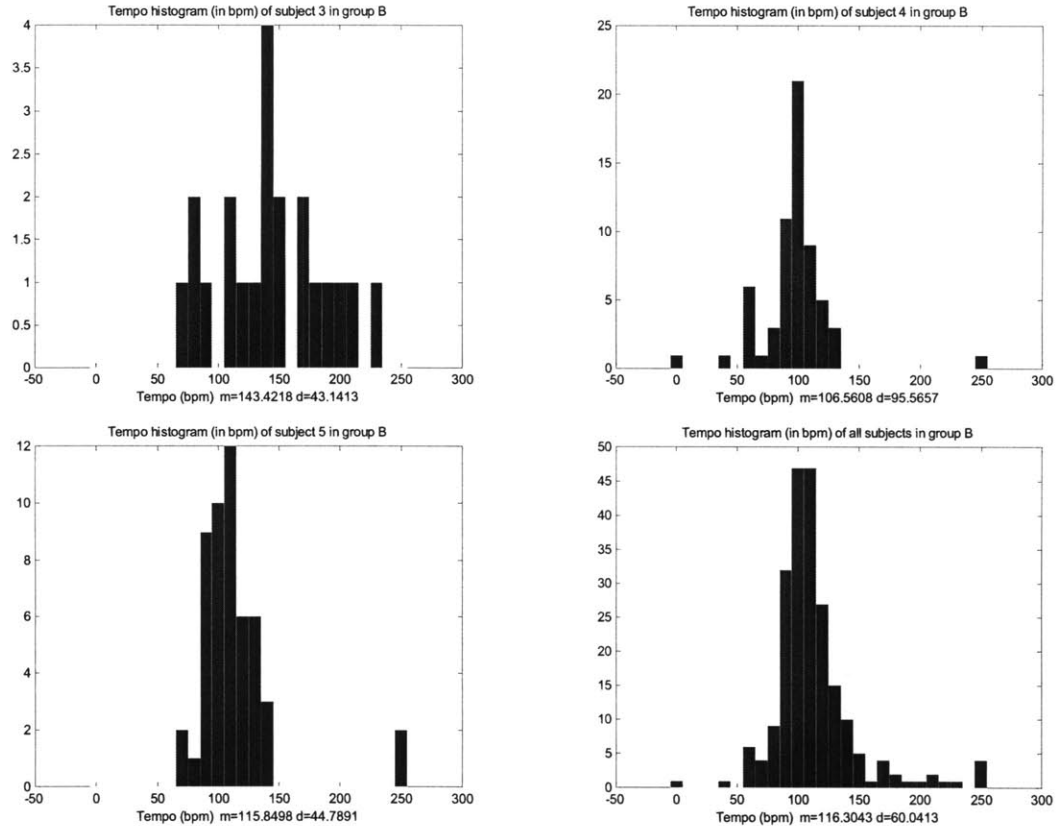 Tempo histogram (in bpm) of subject 3 in group B
4
3.5
3
2.5
2
1.5
1
0.5
0
-50 0 50 100 150 200 250 300
Tempo (bpm) m=143.4218 d=43.1413
Tempo histogram (in bpm) of subject 4 in group B
25
20
15
10
5
0
-50 0 50 100 150 200 250 300
Tempo (bpm) m=106.5608 d=95.5657
Tempo histogram (in bpm) of subject 5 in group B
12
10
8
6
4
2
0
-50 0 50 100 150 200 250 300
Tempo (bpm) m=115.8498 d=44.7891
Tempo histogram (in bpm) of all subjects in group B
50
45
40
35
30
25
20
15
10
5
0
-50 0 50 100 150 200 250 300
Tempo (bpm) m=116.3043 d=60.0413